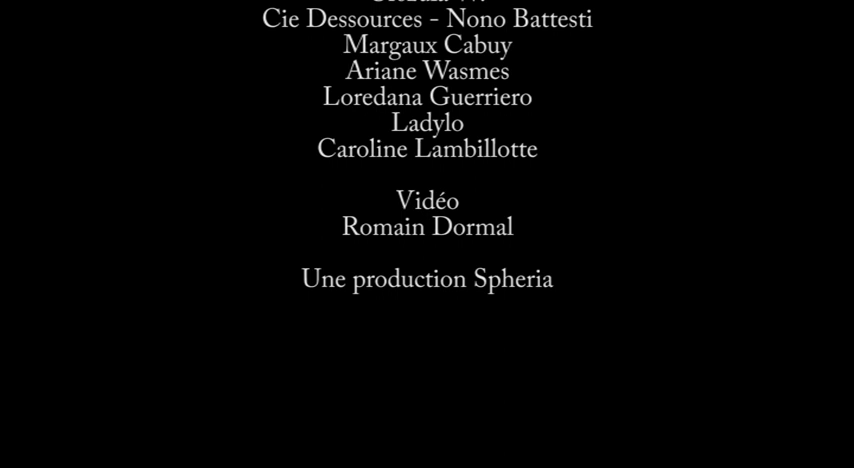 Cie Dessources - Nono Battesti
Margaux Cabuy
Ariane Wasmes
Loredana Guerriero
Ladylo
Caroline Lambillotte
Vidéo
Romain Dormal
Une production Spheria